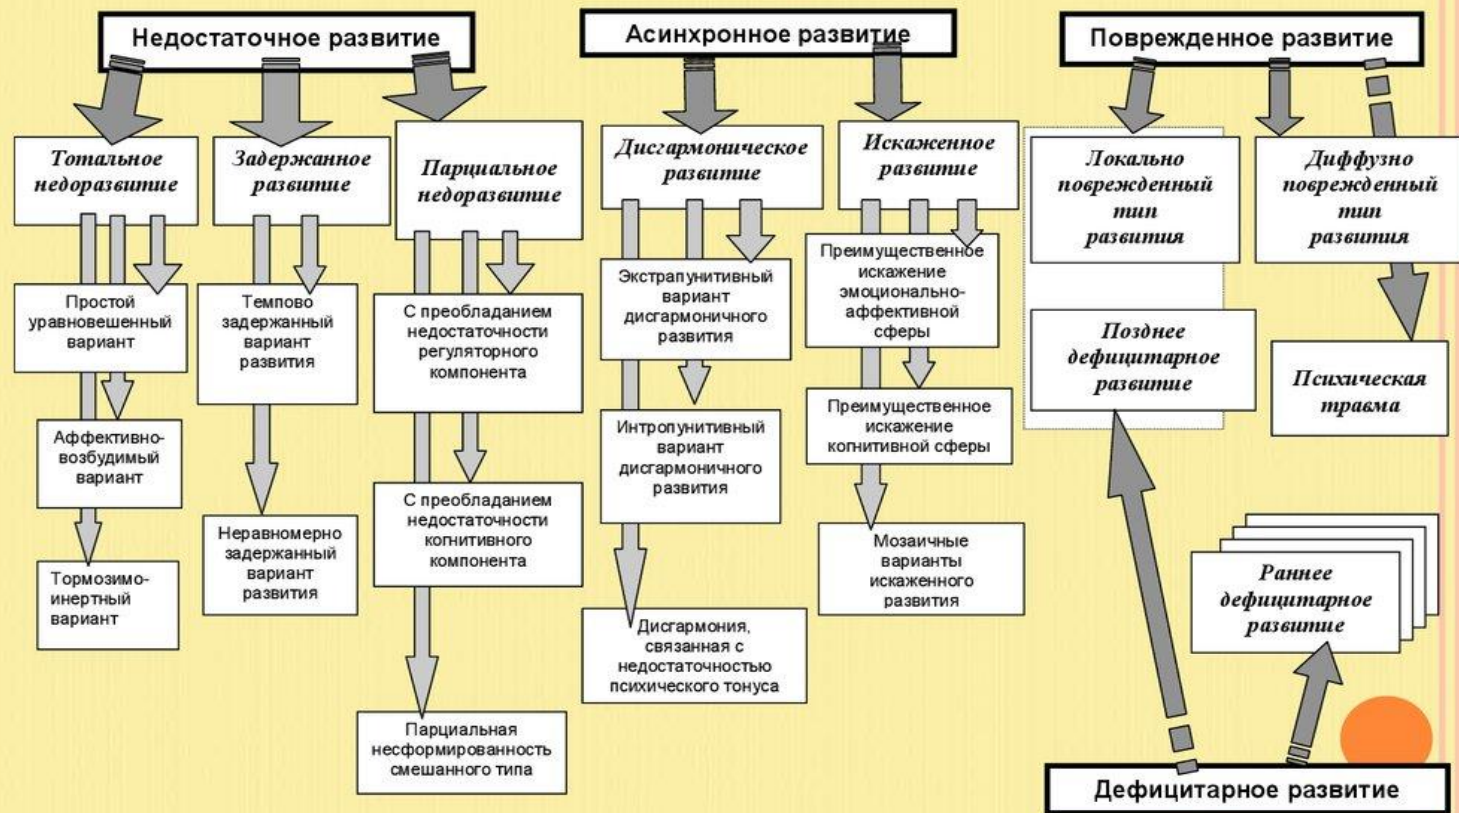 Недостаточное развитие
Тотальное
недоразвитие
Простой
уравновешенный
вариант
Аффективно-
возбудимый
вариант
Тормозимо-
инертный
вариант
Задержанное
развитие
Темпово
задержанный
вариант
развития
Неравномерно
задержанный
вариант
развития
Парциальное
недоразвитие
С преобладанием
недостаточности
регуляторного
компонента
С преобладанием
недостаточности
когнитивного
компонента
Парциальная
несформированность
смешанного типа
Асинхронное развитие
Дисгармоническое
развитие
Экстрапунитивный
вариант
дисгармоничного
развития
Интропунитивный
вариант
дисгармоничного
развития
Дисгармония,
связанная с
недостаточностью
психического тонуса
Искаженное
развитие
Преимущественное
искажение
эмоционально-
аффективной
сферы
Преимущественное
искажение
когнитивной сферы
Мозаичные
варианты
искаженного
развития
Поврежденное развитие
Локально
поврежденный
тип
развития
Диффузно
поврежденный
тип
развития
Позднее
дефицитарное
развитие
Психическая
травма
Раннее
дефицитарное
развитие
Дефицитарное развитие